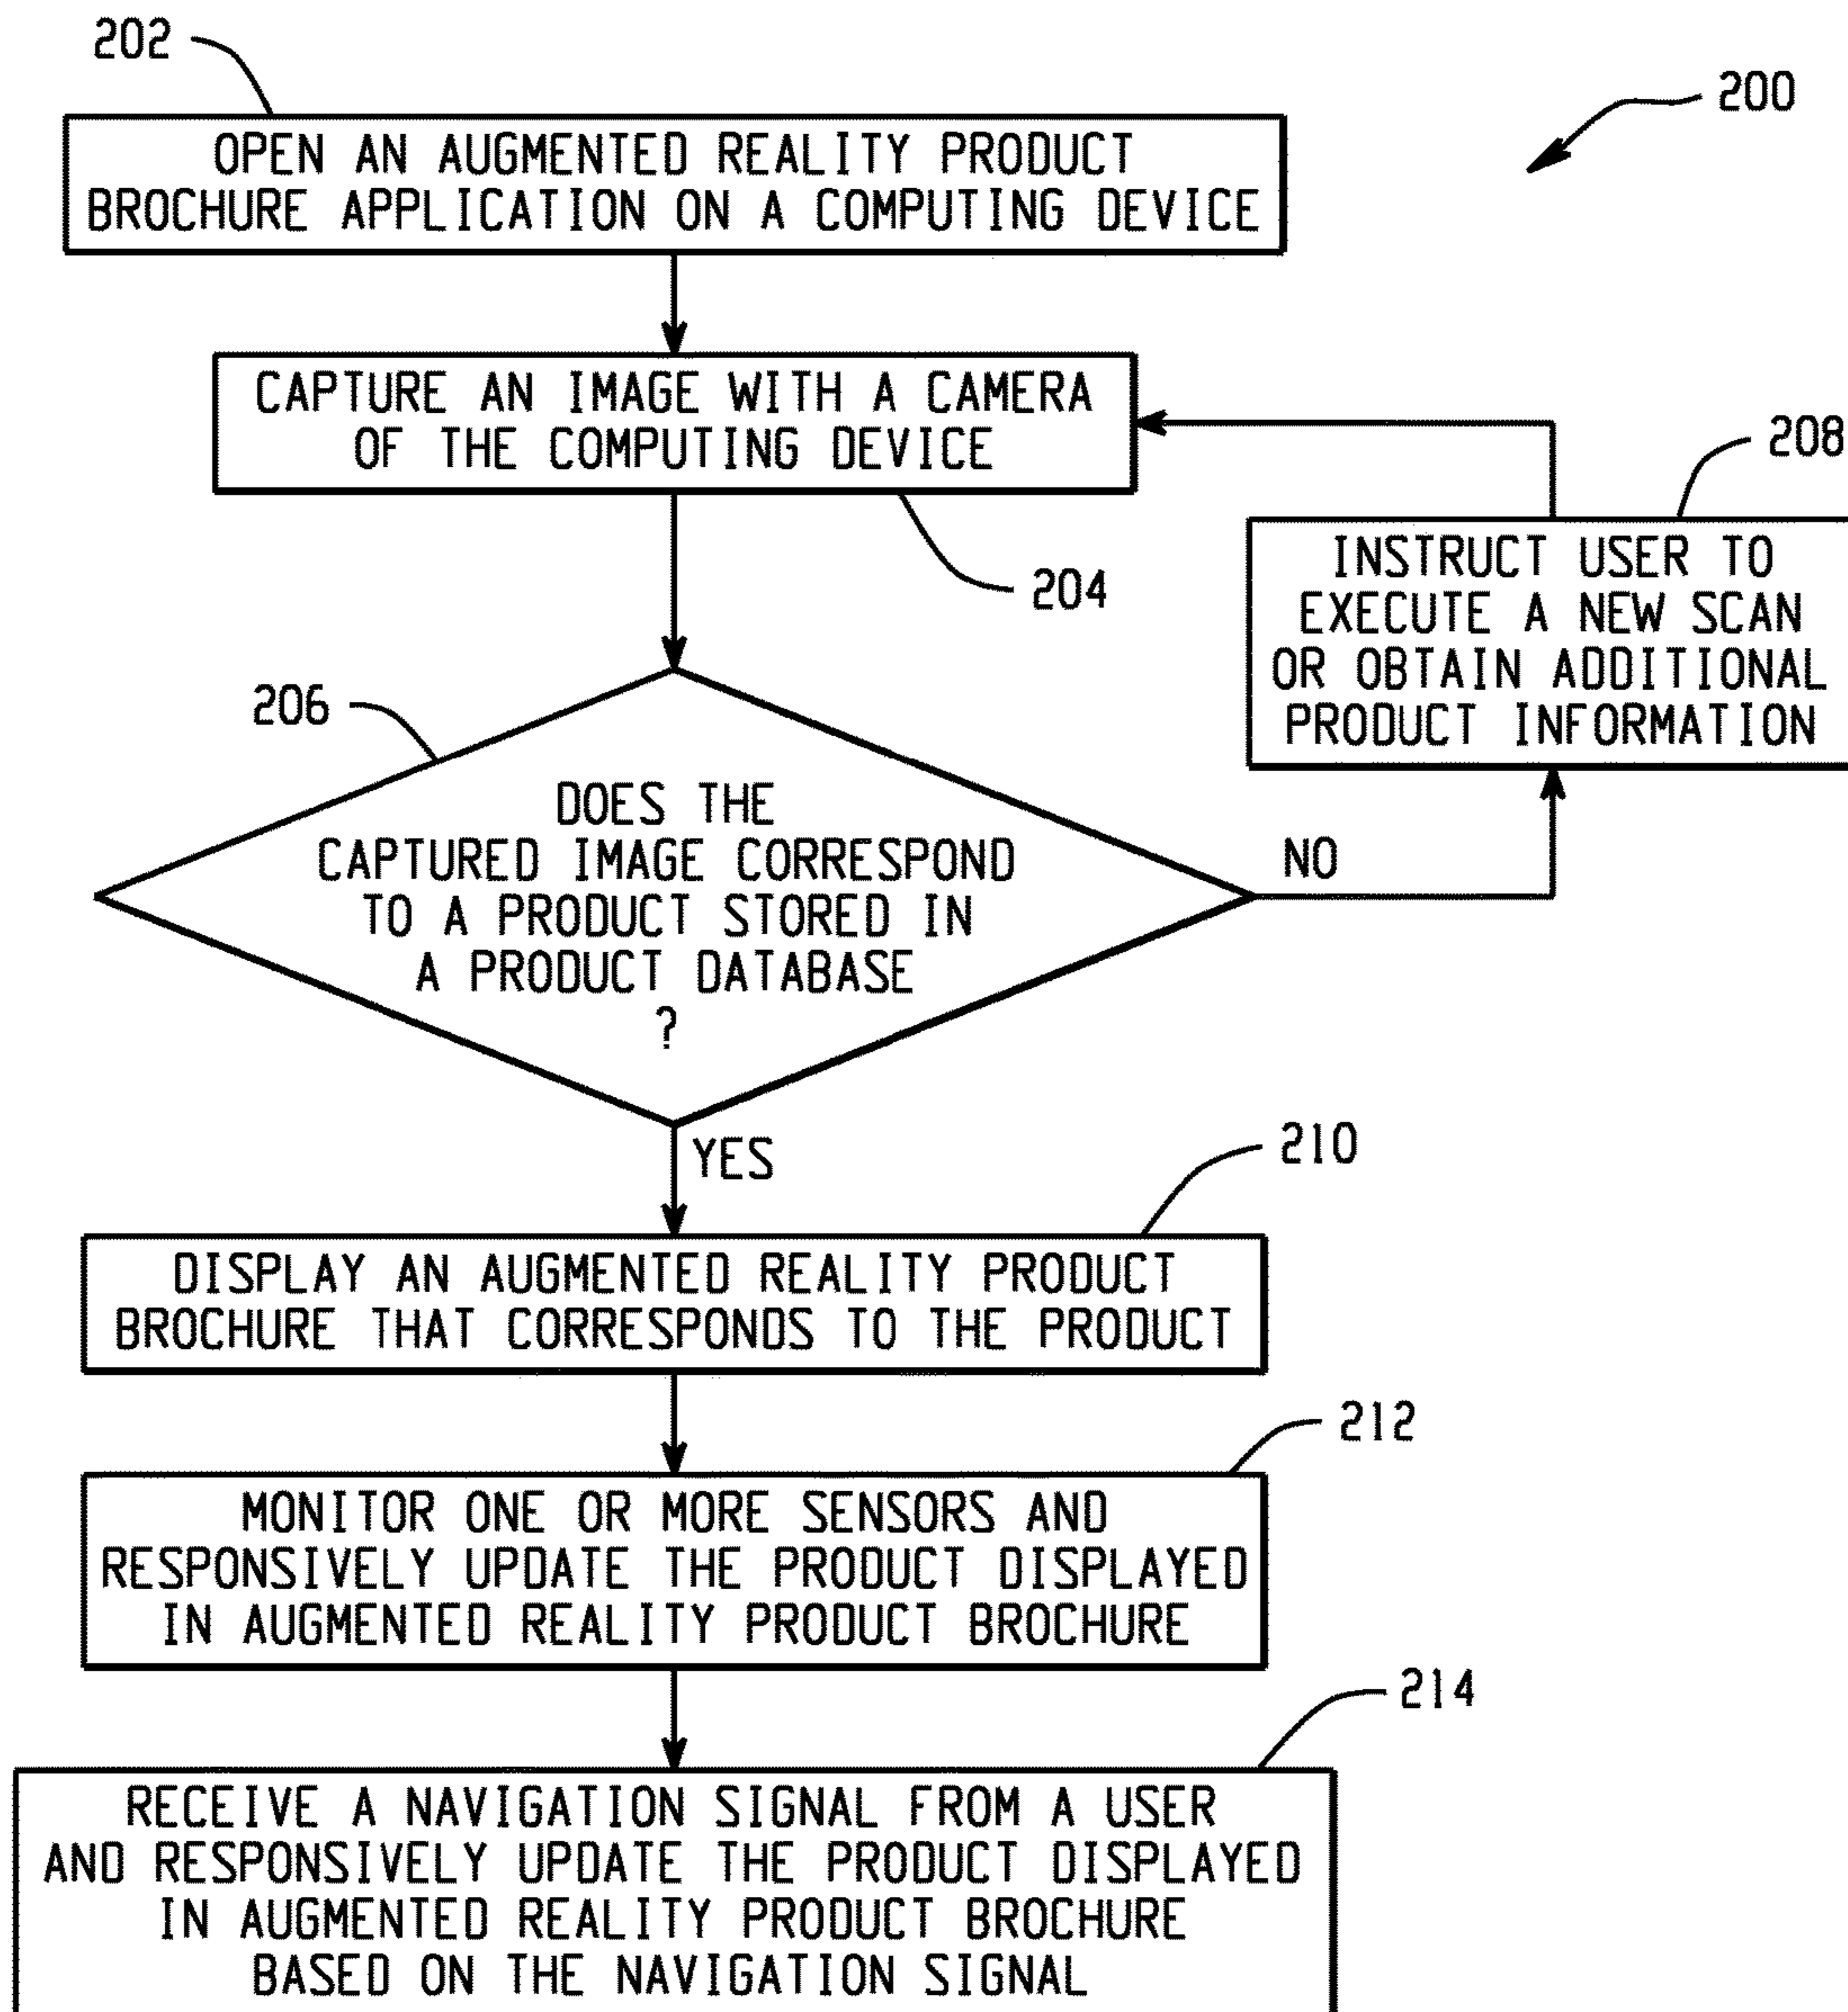 202
200
OPEN AN AUGMENTED REALITY PRODUCT
BROCHURE APPLICATION ON A COMPUTING DEVICE
CAPTURE AN IMAGE WITH A CAMERA
OF THE COMPUTING DEVICE
204
208
INSTRUCT USER TO
EXECUTE A NEW SCAN
OR OBTAIN ADDITIONAL
PRODUCT INFORMATION
206
DOES THE
CAPTURED IMAGE CORRESPOND
TO A PRODUCT STORED IN
A PRODUCT DATABASE
?
NO
YES
210
DISPLAY AN AUGMENTED REALITY PRODUCT
BROCHURE THAT CORRESPONDS TO THE PRODUCT
212
MONITOR ONE OR MORE SENSORS AND
RESPONSIVELY UPDATE THE PRODUCT DISPLAYED
IN AUGMENTED REALITY PRODUCT BROCHURE
214
RECEIVE A NAVIGATION SIGNAL FROM A USER
AND RESPONSIVELY UPDATE THE PRODUCT DISPLAYED
IN AUGMENTED REALITY PRODUCT BROCHURE
BASED ON THE NAVIGATION SIGNAL